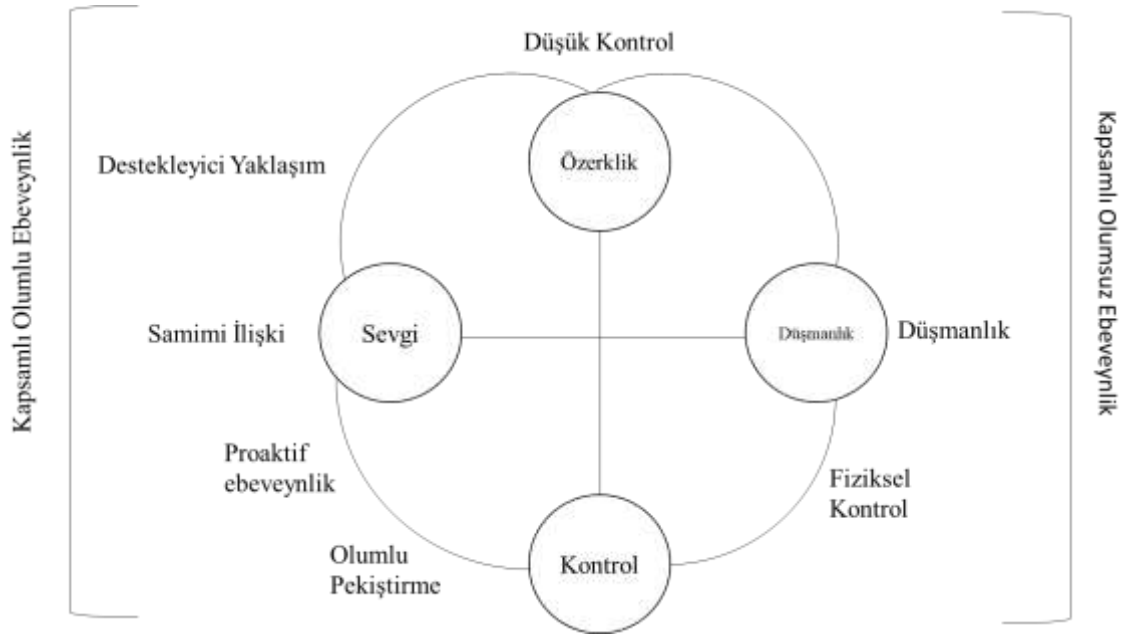 Düşük Kontrol
Kapsamlı Olumlu Ebeveynlik
Kapsamlı Olumsuz Ebeveynlik
Destekleyici Yaklaşım
Özerklik
Samimi İlişki
Sevgi
Düşmanlık
Düşmanlık
Proaktif
ebeveynlik
Fiziksel
Kontrol
Olumlu
Pekiştirme
Kontrol